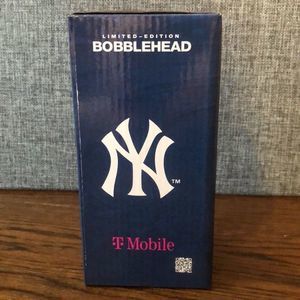 LIMITED-EDITION
BOBBLEHEAD
NY
TM
T Mobile